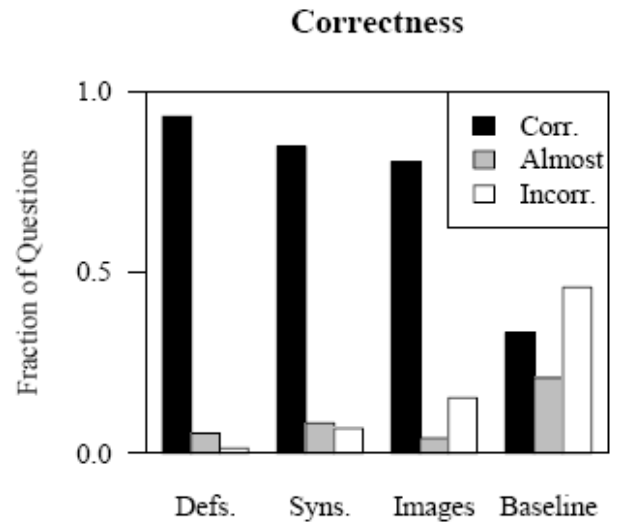 Correctness
Fraction of Questions
1.0
0.5
0.0
Corr.
Almost
Incorr.
Defs. Syns. Images Baseline